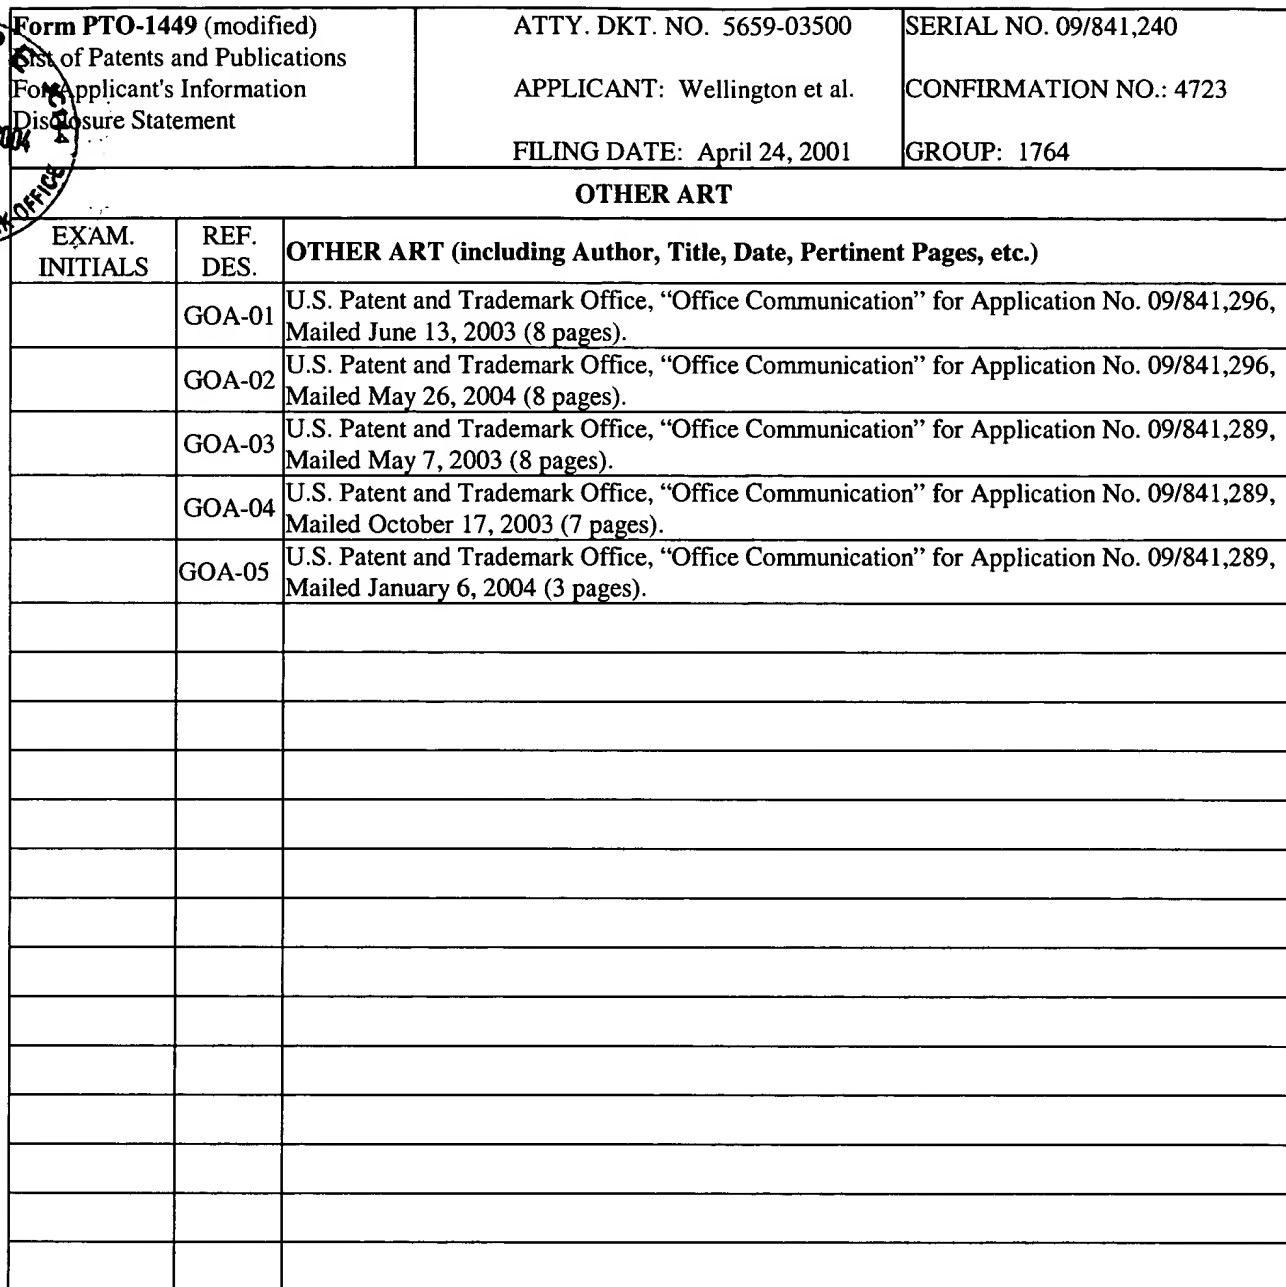 Form PTO-1449 (modified)
List of Patents and Publications
For Applicant's Information
Disclosure Statement
ATTY. DKT. NO. 5659-03500
APPLICANT: Wellington et al.
FILING DATE: April 24, 2001
SERIAL NO. 09/841,240
CONFIRMATION NO.: 4723
GROUP: 1764
OFFICE
OTHER ART
EXAM.
INITIALS
REF.
DES.
OTHER ART (including Author, Title, Date, Pertinent Pages, etc.)
GOA-01
U.S. Patent and Trademark Office, “Office Communication” for Application No. 09/841,296,
Mailed June 13, 2003 (8 pages).
GOA-02
U.S. Patent and Trademark Office, “Office Communication” for Application No. 09/841,296,
Mailed May 26, 2004 (8 pages).
GOA-03
U.S. Patent and Trademark Office, “Office Communication” for Application No. 09/841,289,
Mailed May 7, 2003 (8 pages).
GOA-04
U.S. Patent and Trademark Office, “Office Communication” for Application No. 09/841,289,
Mailed October 17, 2003 (7 pages).
GOA-05
U.S. Patent and Trademark Office, “Office Communication” for Application No. 09/841,289,
Mailed January 6, 2004 (3 pages).